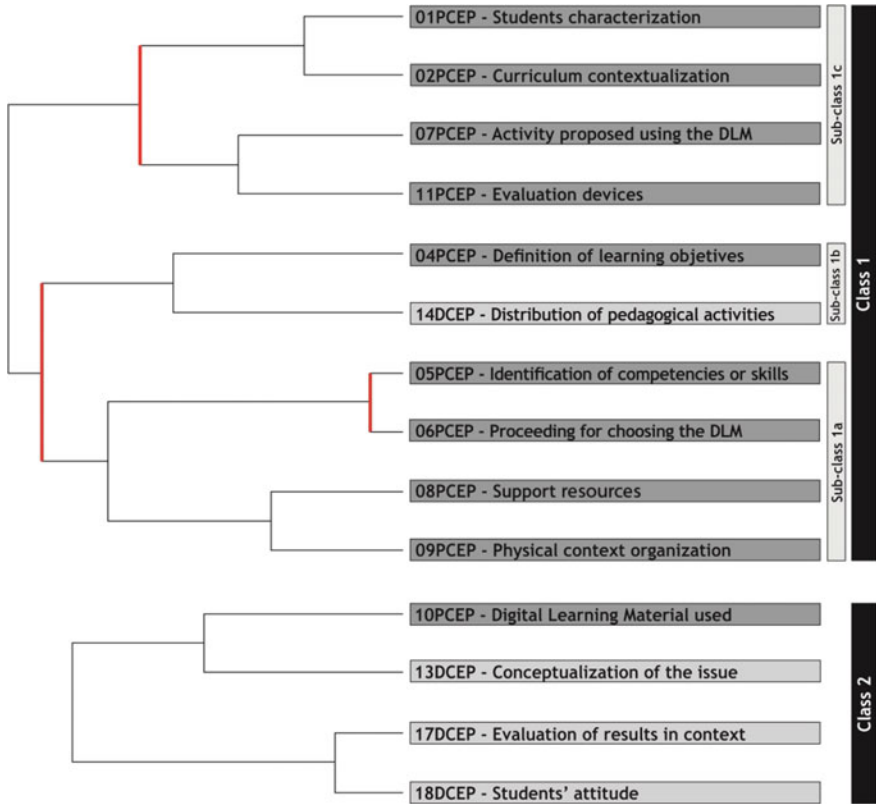 01PCEP - Students characterization
02PCEP - Curriculum contextualization
07PCEP - Activity proposed using the DLM
11PCEP - Evaluation devices
Sub-class 1c
04PCEP - Definition of learning objetives
14DCEP - Distribution of pedagogical activities
Sub-class 1b
05PCEP - Identification of competencies or skills
06PCEP - Proceeding for choosing the DLM
08PCEP - Support resources
09PCEP - Physical context organization
Sub-class 1a
Class 1
10PCEP - Digital Learning Material used
13DCEP - Conceptualization of the issue
17DCEP - Evaluation of results in context
18DCEP - Students’ attitude
Class 2